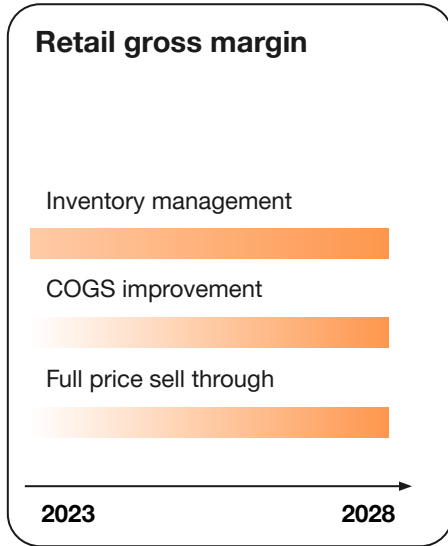 Retail gross margin
Inventory management
COGS improvement
Full price sell through
2023 2028